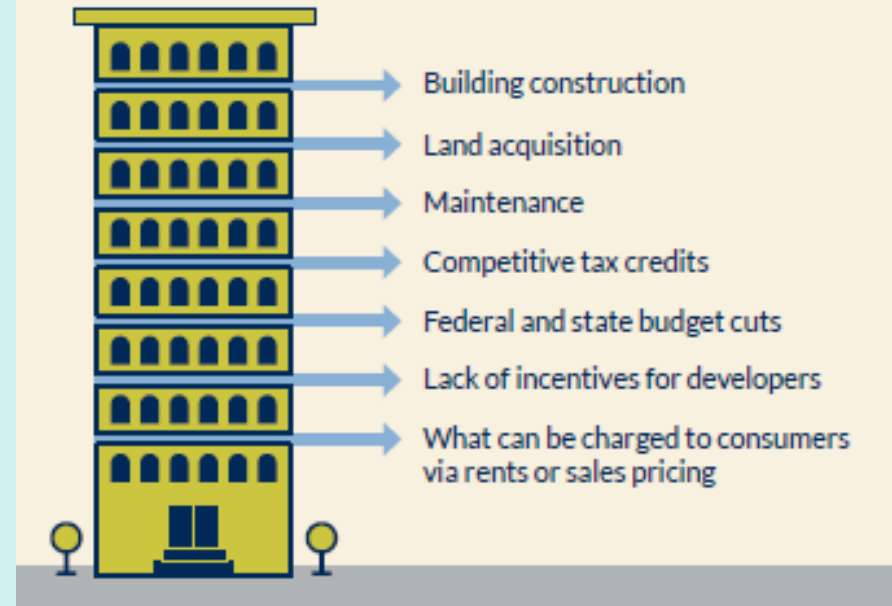 Building construction
Land acquisition
Maintenance
Competitive tax credits
Federal and state budget cuts
Lack of incentives for developers
What can be charged to consumers
via rents or sales pricing